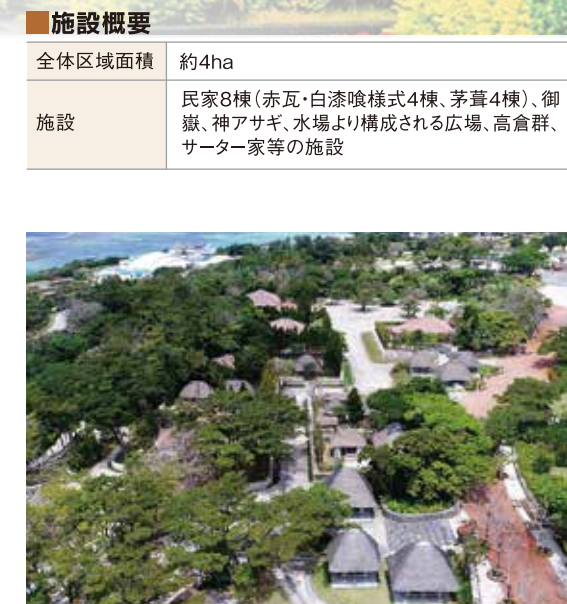 ■施設概要
全体区域面積 約4ha
施設 民家8棟(赤瓦・白漆喰様式4棟、茅葺4棟)、御
嶽、神アサギ、水場より構成される広場、高倉群、
サーター家等の施設